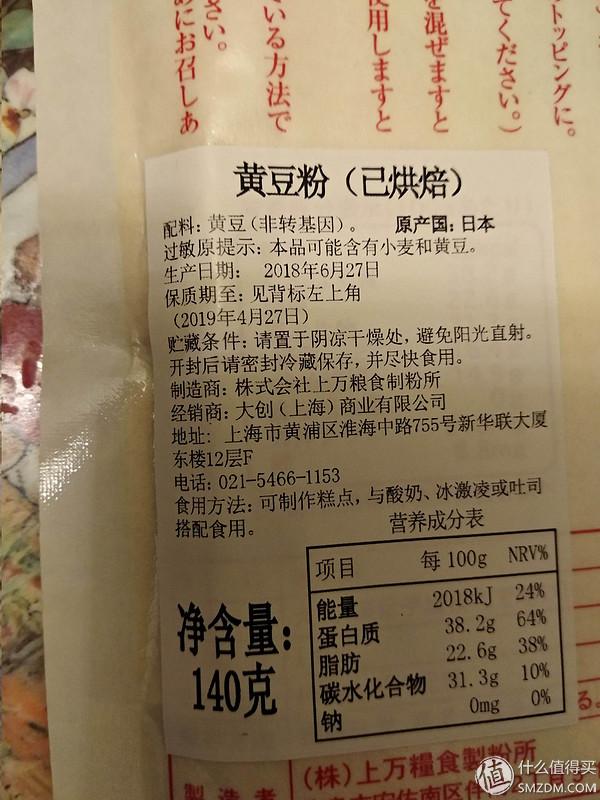 トッピングに。
てください。)
を混ぜますと
使用しますと
ている方法で
さい。
めにお召しあ
黄豆粉（已烘焙）
配料：黄豆（非转基因）。 原产国：日本
过敏原提示：本品可能含有小麦和黄豆。
生产日期： 2018年6月27日
保质期至：见背标左上角
（2019年4月27日）
贮藏条件：请置于阴凉干燥处，避免阳光直射。
开封后请密封冷藏保存，并尽快食用。
制造商：株式会社上万粮食制粉所
经销商：大创（上海）商业有限公司
地址： 上海市黄浦区淮海中路755号新华联大厦
东楼12层F
电话：021-5466-1153
食用方法：可制作糕点，与酸奶、冰激凌或吐司
搭配食用。
营养成分表
项目 每100g NRV%
能量 2018kJ 24%
蛋白质 38.2g 64%
脂肪 22.6g 38%
碳水化合物 31.3g 10%
钠 0mg 0%
净含量：
140克
る。
製造者
(株)上万糧食製粉所
值 什么值得买
SMZDM.COM